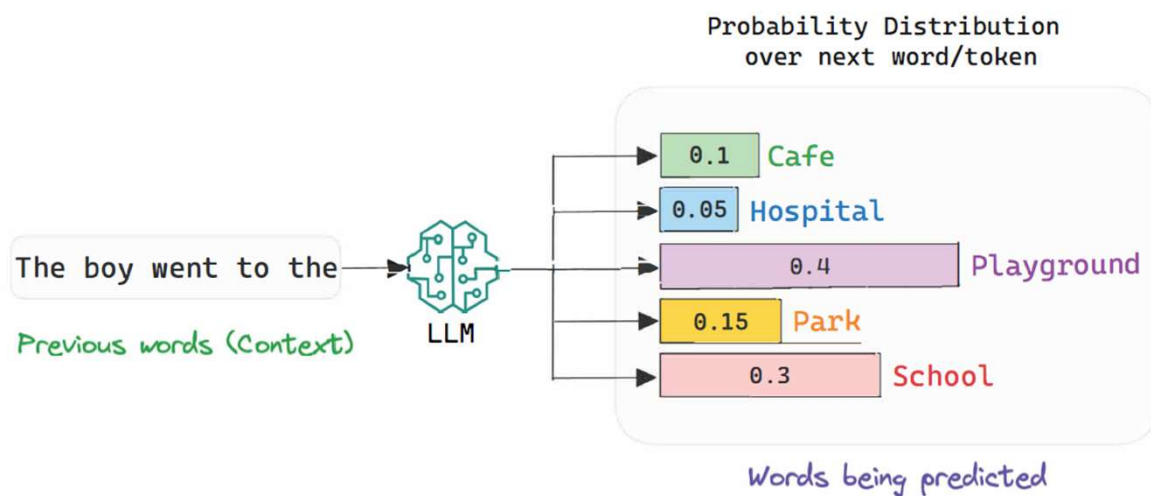 Probability Distribution
over next word/token
0.1 Cafe
0.05 Hospital
The boy went to the
0.4 Playground
LLM
0.15 Park
Previous words (Context)
0.3 School
Words being predicted